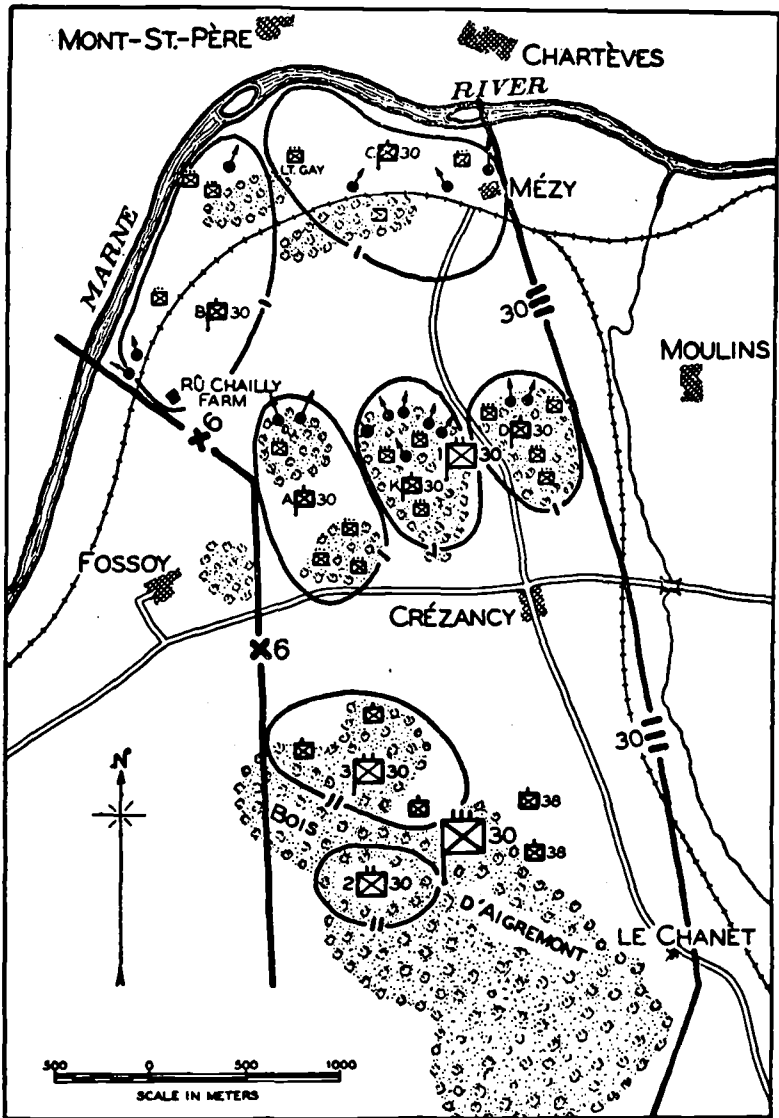 MONT-ST.-PÈRE
CHARTÈVES
RIVER
LT. GAY
C 30
MÉZY
MARNE
B 30
30
MOULINS
RÛ CHAILLY
FARM
6
D 30
1 30
K 30
A 30
FOSSOY
CRÉZANCY
6
30
3 30
38
BOIS
30
38
2 30
D'AIGREMONT
LE CHANET
N
500 0 500 1000
SCALE IN METERS